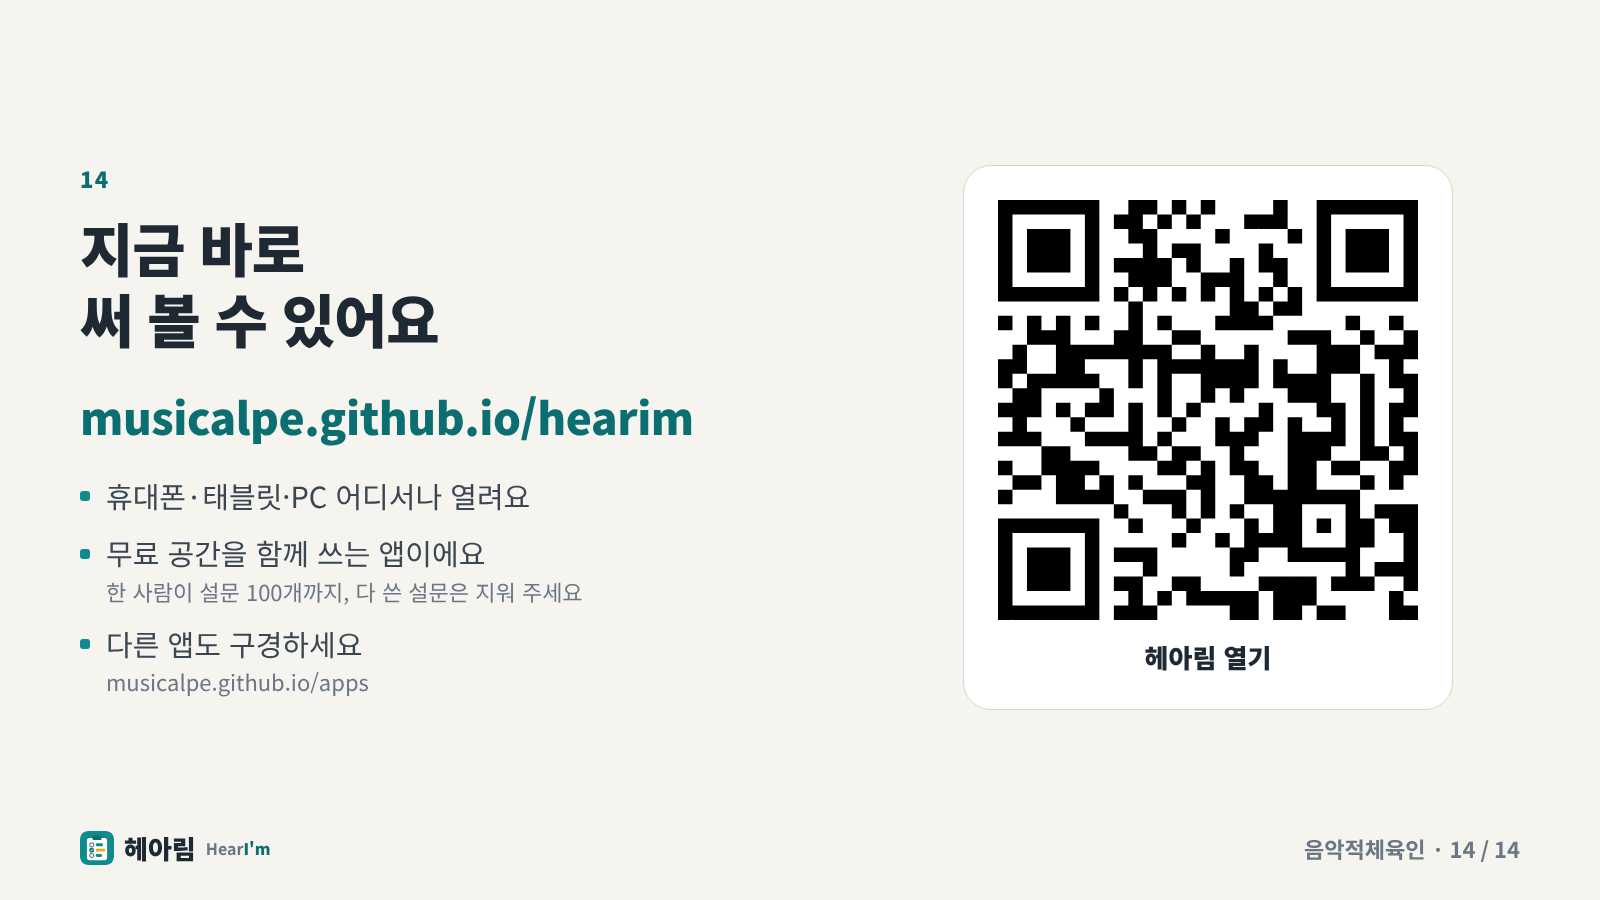 14
지금 바로
써 볼 수 있어요
musicalpe.github.io/hearim
휴대폰·태블릿·PC 어디서나 열려요
무료 공간을 함께 쓰는 앱이에요
한 사람이 설문 100개까지, 다 쓴 설문은 지워 주세요
다른 앱도 구경하세요
musicalpe.github.io/apps
헤아림 열기
헤아림 HearI'm
음악적체육인 · 14 / 14